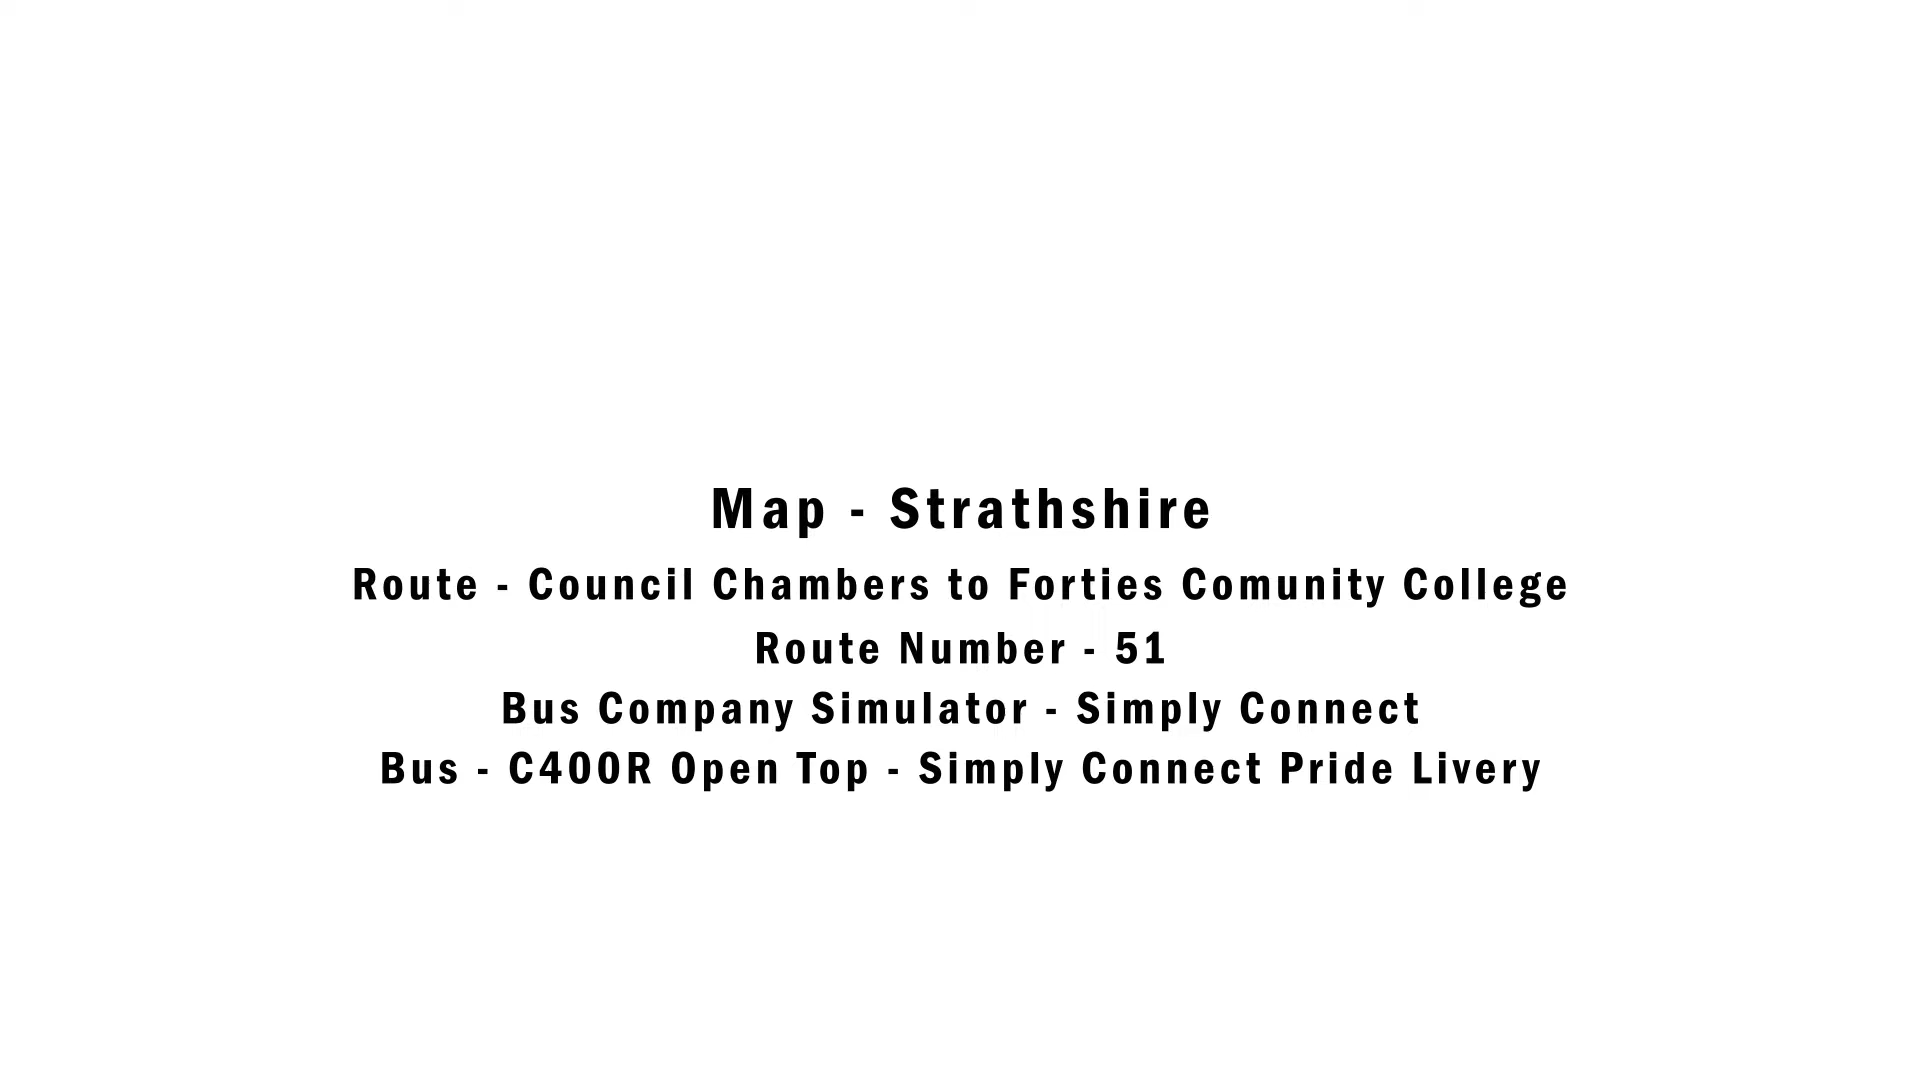 Map - Strathshire
Route - Council Chambers to Forties Comunity College
Route Number - 51
Bus Company Simulator - Simply Connect
Bus - C400R Open Top - Simply Connect Pride Livery